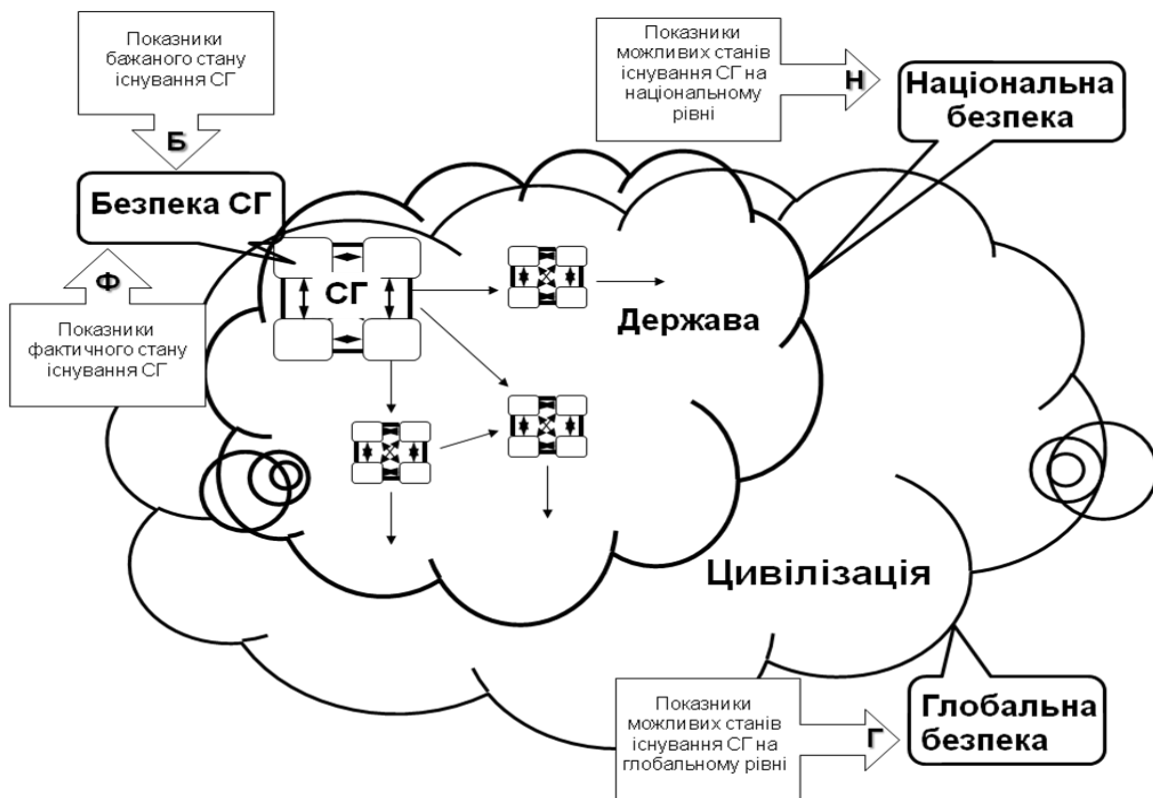 Показники
бажаного стану
існування СГ
Б
Показники
можливих станів
існування СГ на
національному
рівні
Н
Національна
безпека
Безпека СГ
Ф
Показники
фактичного стану
існування СГ
СГ
Держава
Цивілізація
Показники
можливих станів
існування СГ на
глобальному рівні
Г
Глобальна
безпека